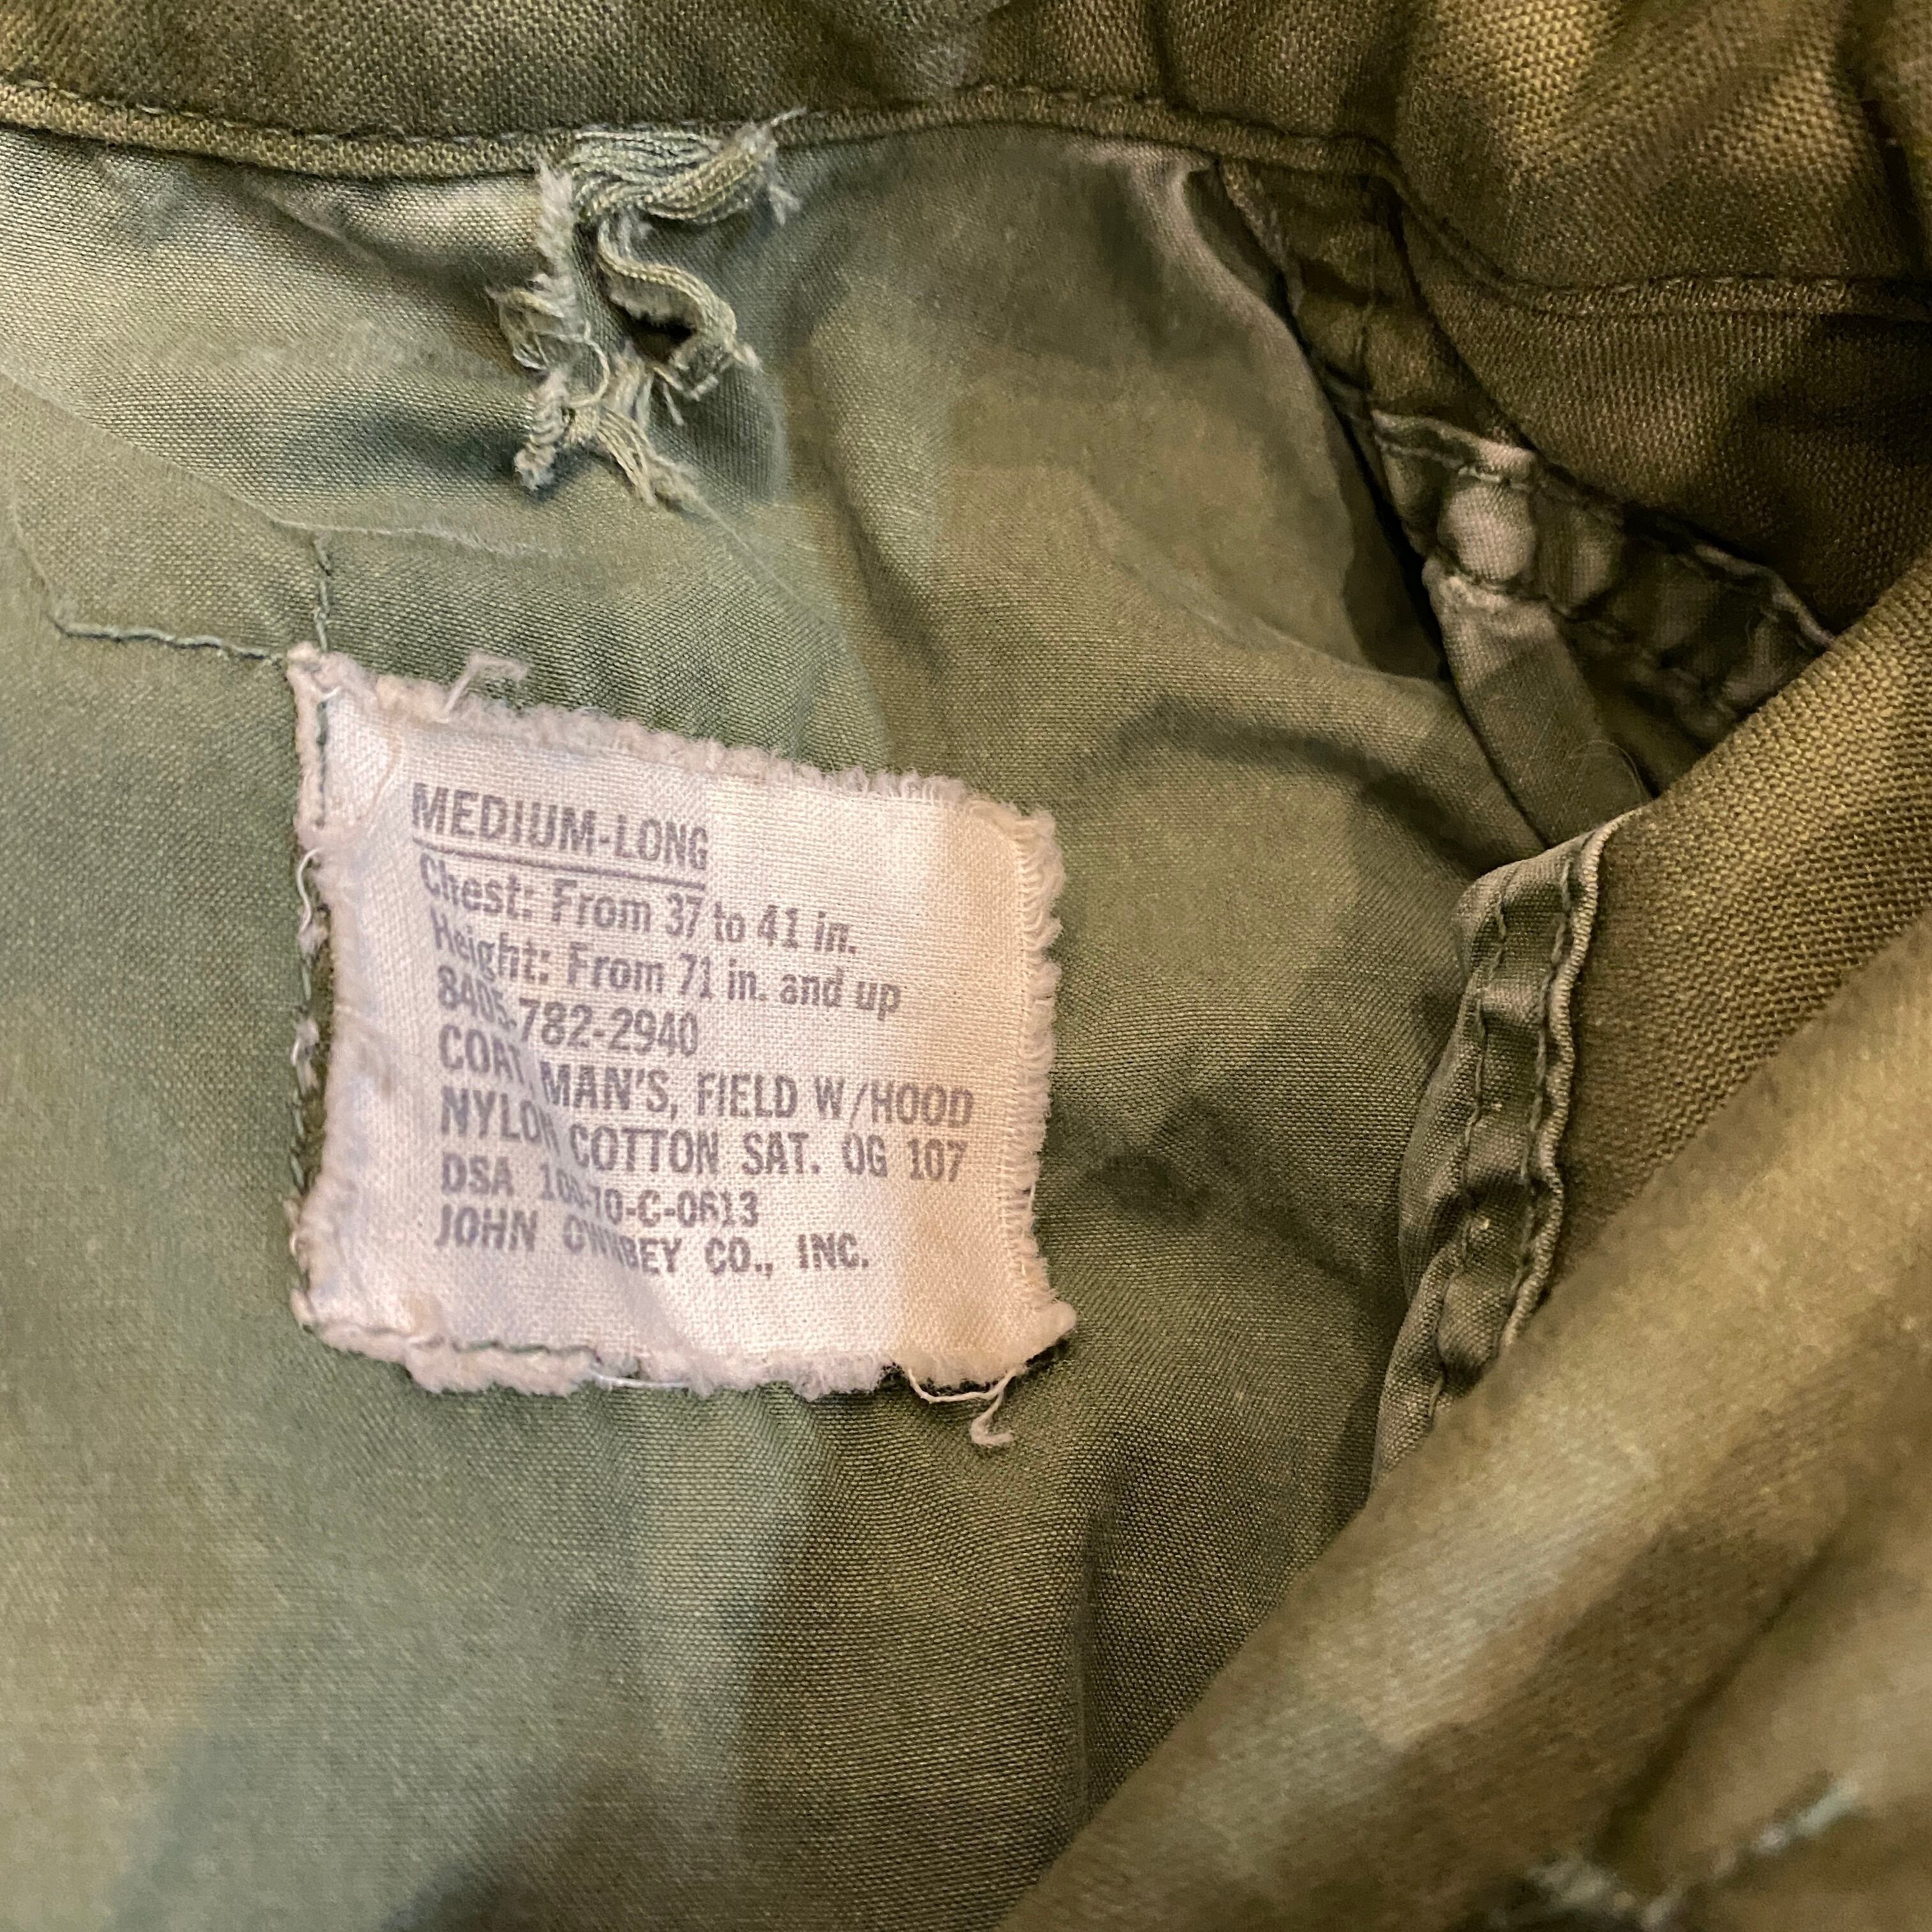 MEDIUM-LONG
Chest: From 37 to 41 in.
Height: From 71 in. and up
8405-782-2940
COAT, MAN'S, FIELD W/HOOD
NYLON COTTON SAT. OG 107
DSA 100-70-C-0613
JOHN OWNBEY CO., INC.